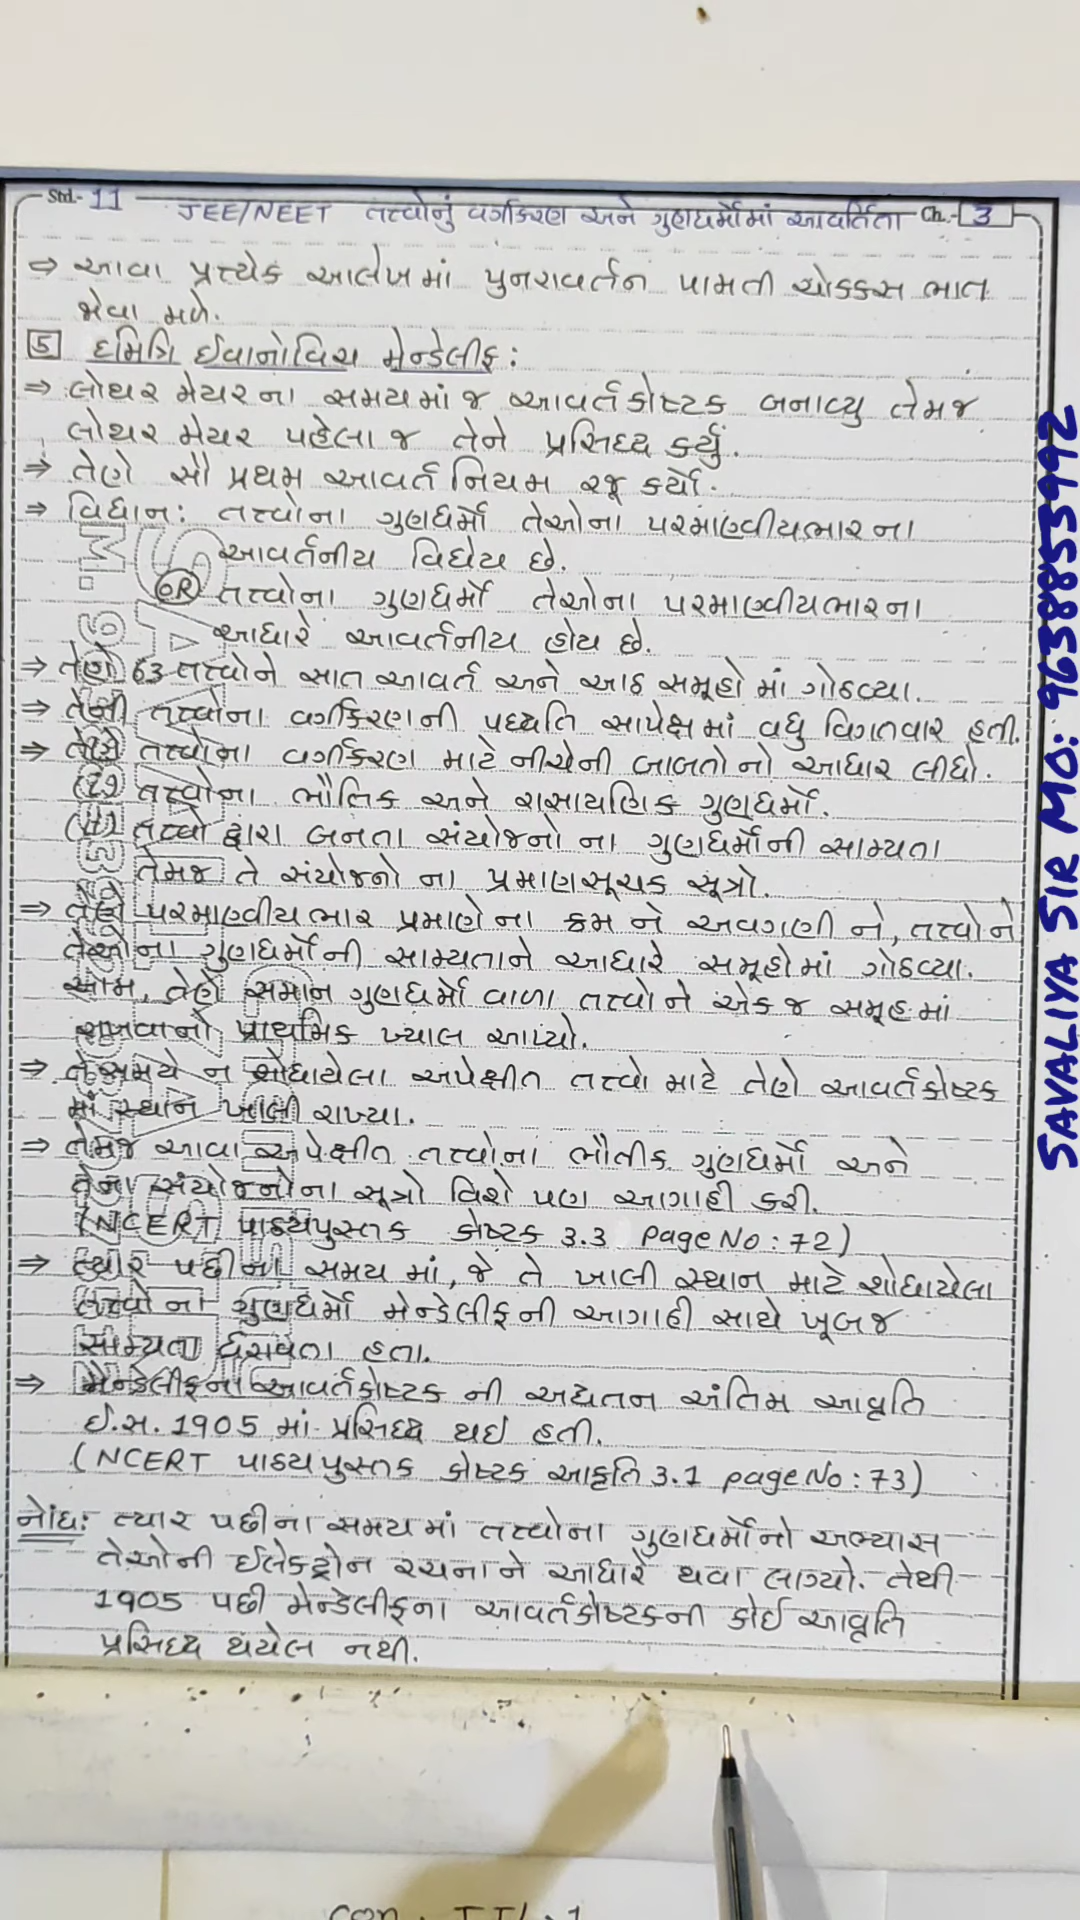 Std.- 11 JEE/NEET તત્ત્વોનું વર્ગીકરણ અને ગુણધર્મોમાં આવર્તિતા Ch.- 3
⇒ આવા પ્રત્યેક આલેખમાં પુનરાવર્તન પામતી ચોકકસ ભાત
જોવા મળે.
5 દમિત્રિ ઈવાનોવિચ મેન્ડેલીફ :
⇒ લોથર મેયરના સમયમાં જ આવર્તકોષ્ટક બનાવ્યુ તેમજ
લોથર મેયર પહેલા જ તેને પ્રસિધ્ધ કર્યું.
⇒ તેણે સૌ પ્રથમ આવર્ત નિયમ રજૂ કર્યો.
⇒ વિધાન: તત્ત્વોના ગુણધર્મો તેઓના પરમાણ્વીયભારના
આવર્તનીય વિધેય છે.
OR તત્ત્વોના ગુણધર્મો તેઓના પરમાણ્વીયભારના
આધારે આવર્તનીય હોય છે.
⇒ તેણે 63 તત્ત્વોને સાત આવર્ત અને આઠ સમૂહો માં ગોઠવ્યા.
⇒ તેની તત્ત્વોના વર્ગીકરણની પધ્ધતિ સાપેક્ષમાં વધુ વિગતવાર હતી.
⇒ તેણે તત્ત્વોના વર્ગીકરણ માટે નીચેની બાબતો નો આધાર લીધો.
તત્ત્વોના ભૌતિક અને રાસાયણિક ગુણધર્મો.
તત્ત્વો દ્વારા બનતા સંયોજનો ના ગુણધર્મોની સામ્યતા
તેમજ તે સંયોજનો ના પ્રમાણસૂચક સૂત્રો.
⇒ તેણે પરમાણ્વીયભાર પ્રમાણેના ક્રમ ને અવગણી ને, તત્ત્વોને
તેઓના ગુણધર્મોની સામ્યતાને આધારે સમૂહોમાં ગોઠવ્યા.
આમ, તેણે સમાન ગુણધર્મો વાળા તત્ત્વોને એક જ સમૂહમાં
રાખવાનો પ્રાથમિક ખ્યાલ આપ્યો.
⇒ તે સમયે ન શોધાયેલા અપેક્ષીત તત્ત્વો માટે તેણે આવર્તકોષ્ટક
માં સ્થાન ખાલી રાખ્યા.
⇒ તેમજ આવા અપેક્ષીત તત્ત્વોના ભૌતીક ગુણધર્મો અને
તેના સંયોજનોના સૂત્રો વિશે પણ આગાહી કરી.
(NCERT પાઠયપુસ્તક કોષ્ટક 3.3 page No : 72)
⇒ ત્યાર પછીના સમય માં, જે તે ખાલી સ્થાન માટે શોધાયેલા
તત્ત્વોના ગુણધર્મો મેન્ડેલીફની આગાહી સાથે ખૂબજ
સામ્યતા ધરાવતા હતા.
⇒ મેન્ડેલીફના આવર્તકોષ્ટક ની અદ્યતન અંતિમ આવૃતિ
ઈ.સ. 1905 માં પ્રસિધ્ધ થઈ હતી.
(NCERT પાઠયપુસ્તક કોષ્ટક આકૃતિ 3.1 page No : 73)
નોંધ: ત્યાર પછીના સમયમાં તત્ત્વોના ગુણધર્મોનો અભ્યાસ
તેઓની ઈલેક્ટ્રોન રચનાને આધારે થવા લાગ્યો. તેથી
1905 પછી મેન્ડેલીફના આવર્તકોષ્ટકની કોઈ આવૃતિ
પ્રસિધ્ધ થયેલ નથી.
SAVALIYA SIR MO: 9638853992